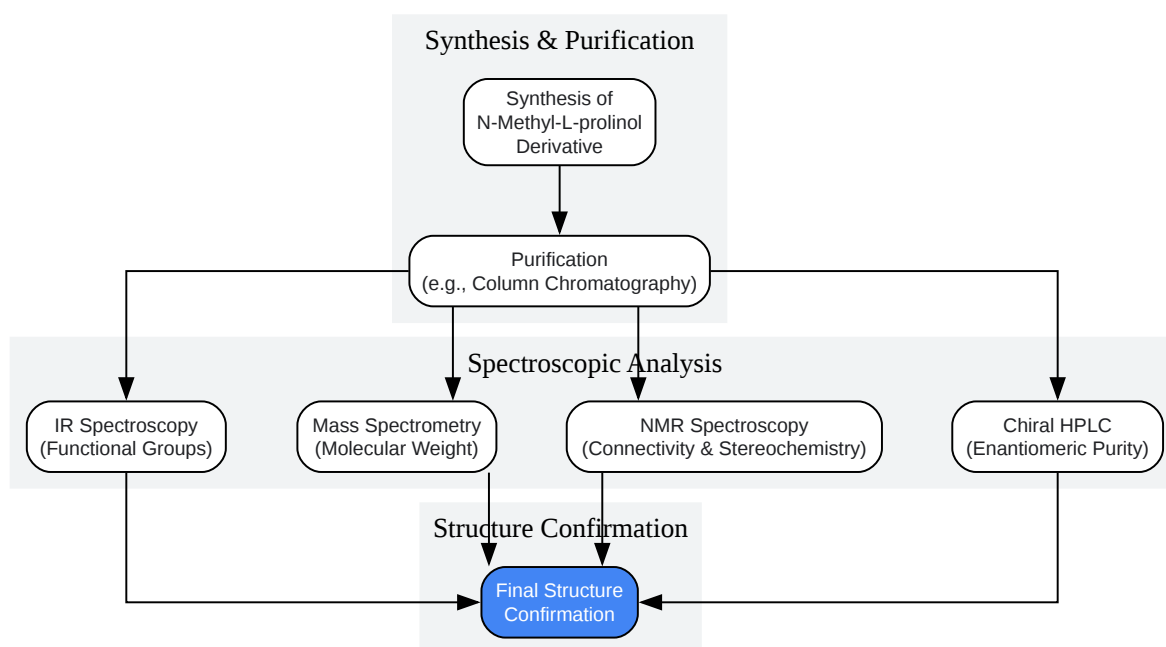 Synthesis & Purification
Synthesis of
N-Methyl-L-prolinol
Derivative
Purification
(e.g., Column Chromatography)
Spectroscopic Analysis
IR Spectroscopy
(Functional Groups)
Mass Spectrometry
(Molecular Weight)
NMR Spectroscopy
(Connectivity & Stereochemistry)
Chiral HPLC
(Enantiomeric Purity)
Structure Confirmation
Final Structure
Confirmation